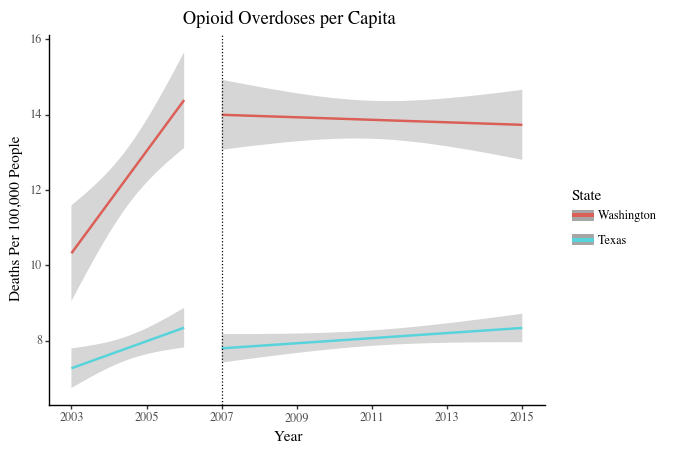 Opioid Overdoses per Capita
Deaths Per 100,000 People
16
14
12
10
8
2003 2005 2007 2009 2011 2013 2015
Year
State
Washington
Texas